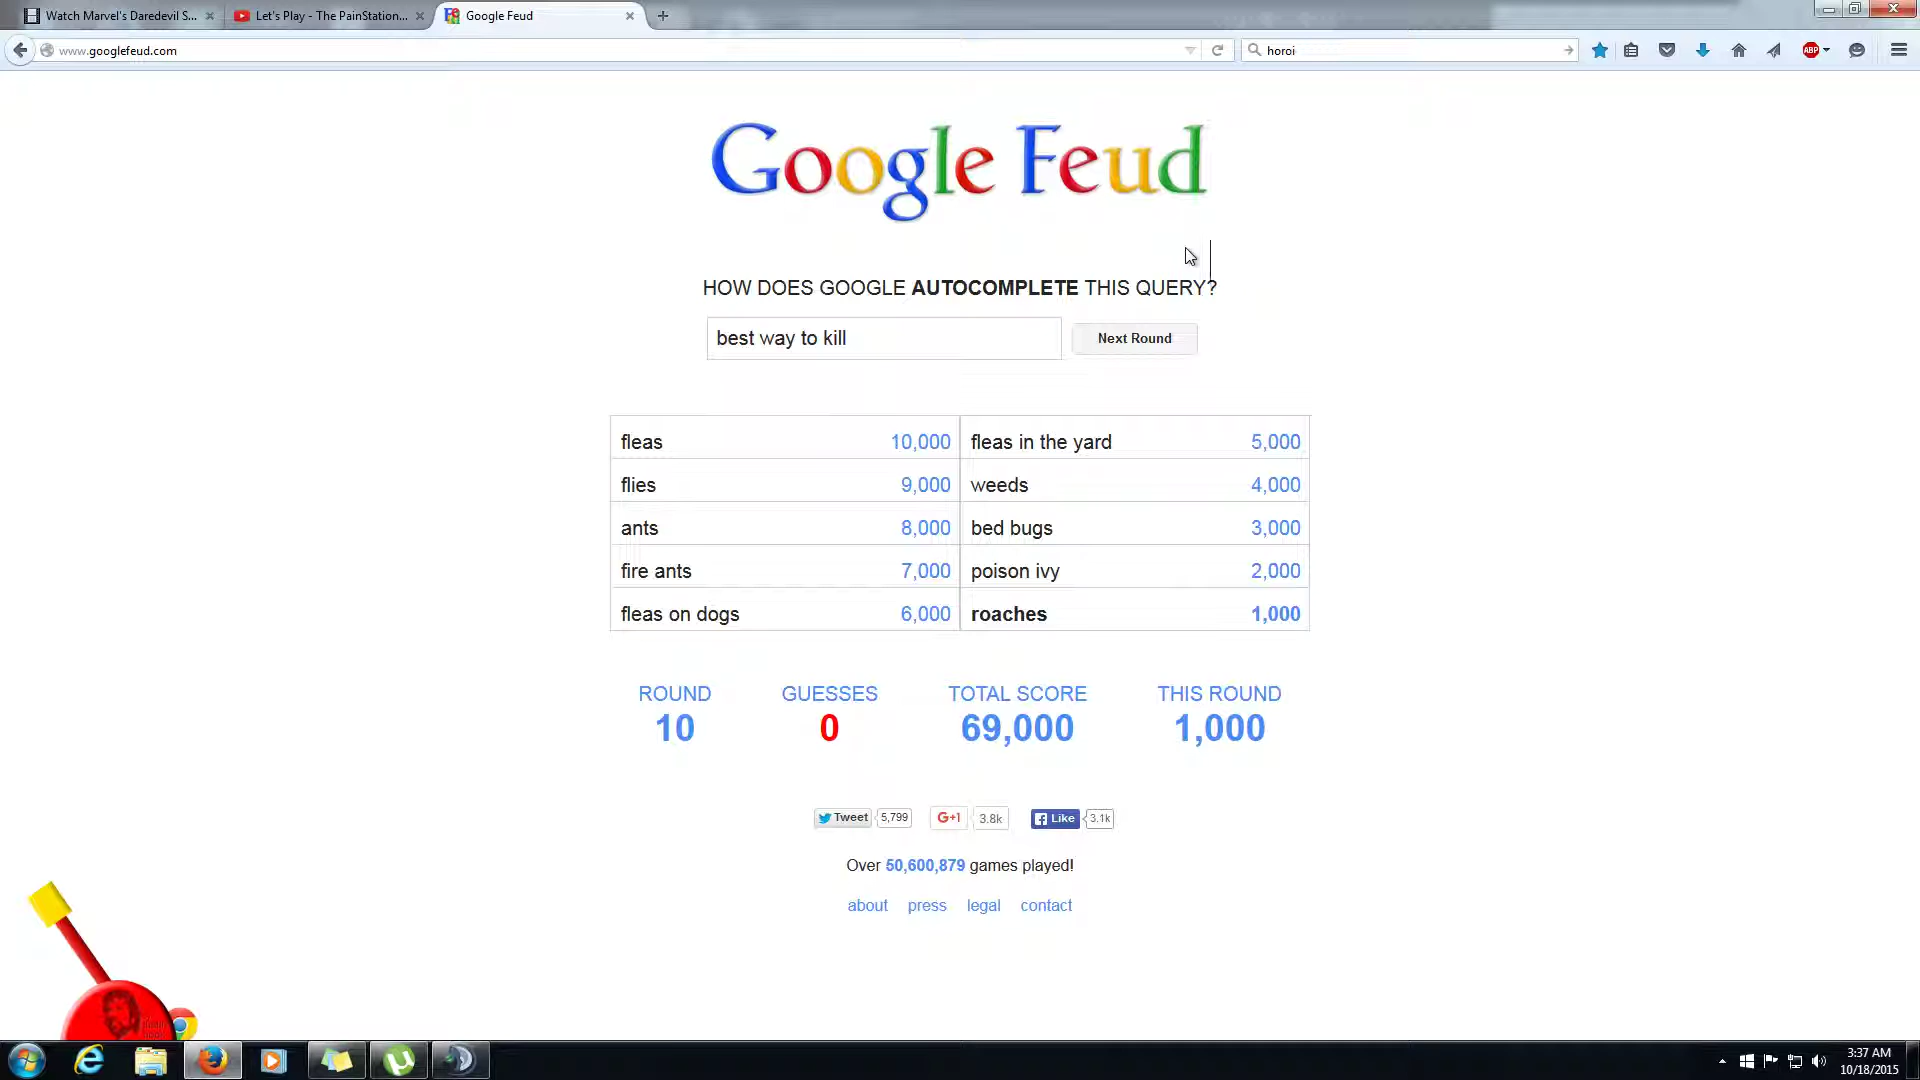 Watch Marvel's Daredevil S...
Let's Play - The PainStation...
Google Feud
www.googlefeud.com
horoi
ABP
Google Feud
HOW DOES GOOGLE AUTOCOMPLETE THIS QUERY?
best way to kill
Next Round
fleas 10,000 fleas in the yard 5,000
flies 9,000 weeds 4,000
ants 8,000 bed bugs 3,000
fire ants 7,000 poison ivy 2,000
fleas on dogs 6,000 roaches 1,000
ROUND GUESSES TOTAL SCORE THIS ROUND
10 0 69,000 1,000
Tweet 5,799 G+1 3.8k Like 3.1k
Over 50,600,879 games played!
about press legal contact
3:37 AM
10/18/2015